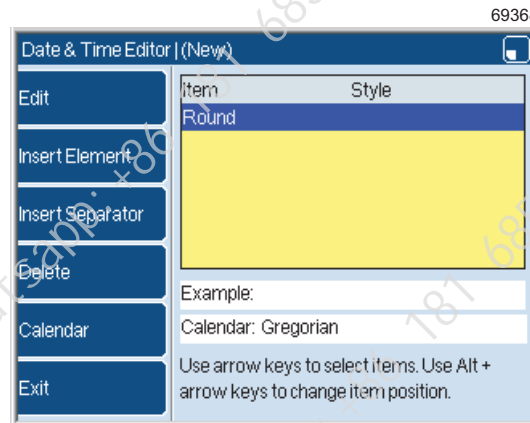 6936
Date & Time Editor | (New)
Edit
Insert Element
Insert Separator
Delete
Calendar
Exit
Item Style
Round
Example:
Calendar: Gregorian
Use arrow keys to select items. Use Alt +
arrow keys to change item position.